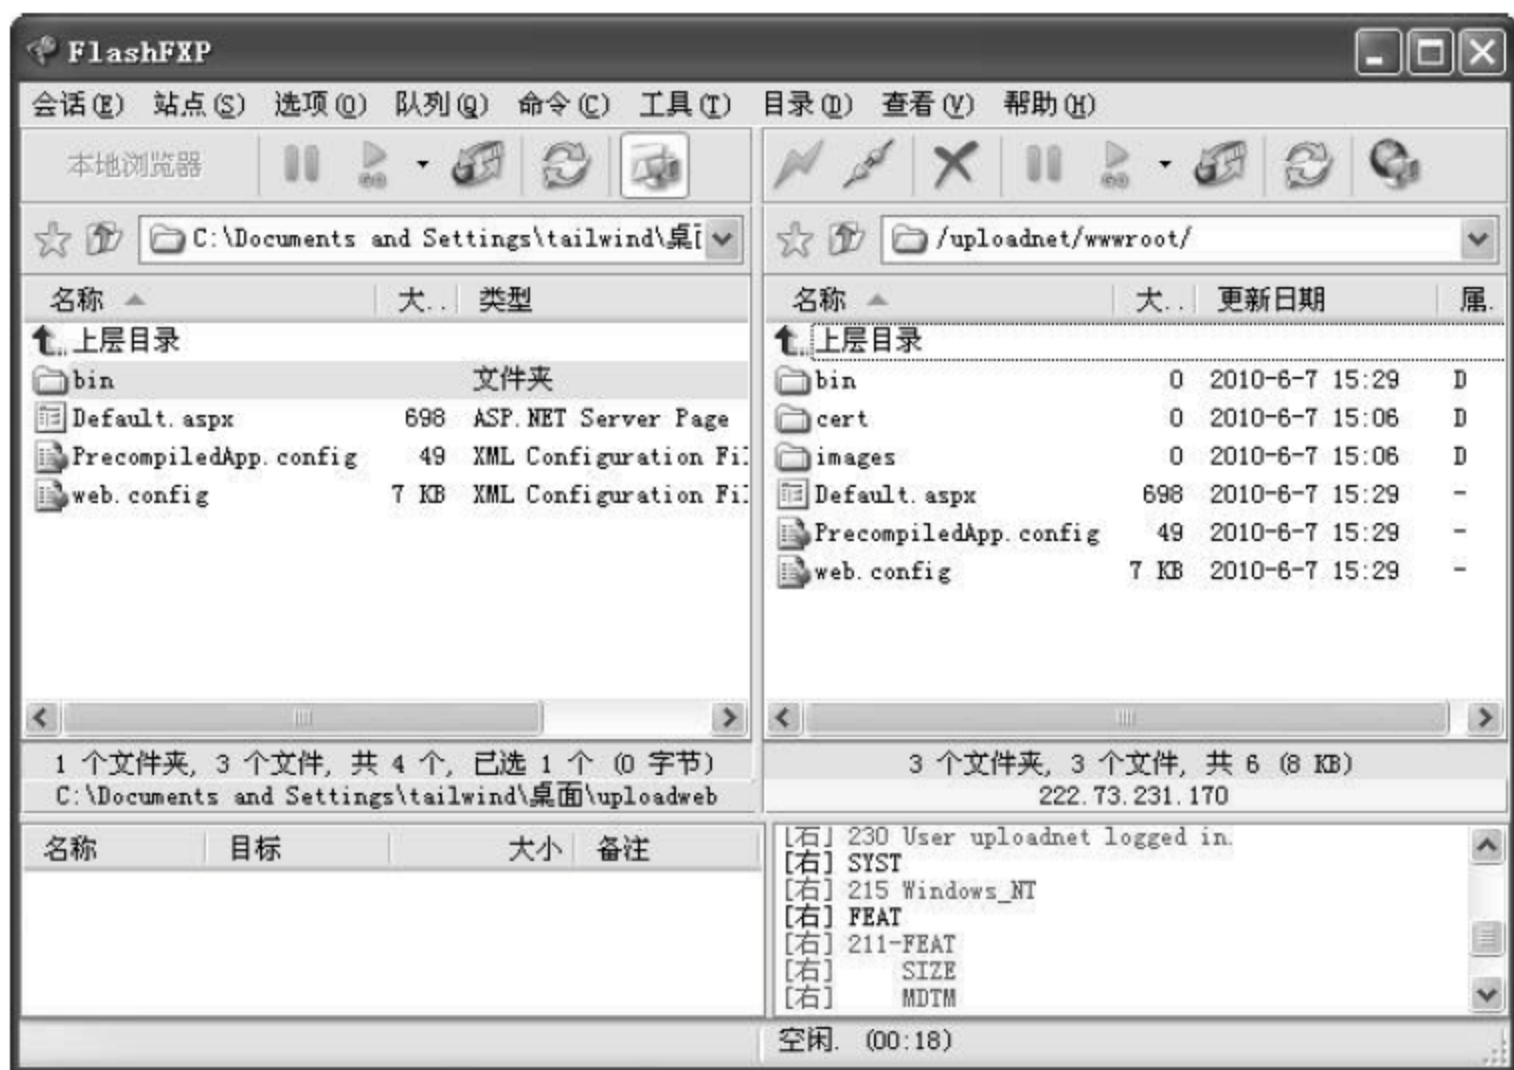 FlashFXP
会话(E) 站点(S) 选项(O) 队列(Q) 命令(C) 工具(T) 目录(D) 查看(V) 帮助(H)
本地浏览器
C:\Documents and Settings\tailwind\桌
/uploadnet/wwwroot/
名称 大.. 类型
上层目录
bin 文件夹
Default.aspx 698 ASP.NET Server Page
PrecompiledApp.config 49 XML Configuration Fi
web.config 7 KB XML Configuration Fi
1 个文件夹, 3 个文件, 共 4 个, 已选 1 个 (0 字节)
C:\Documents and Settings\tailwind\桌面\uploadweb
名称 大.. 更新日期 属.
上层目录
bin 0 2010-6-7 15:29 D
cert 0 2010-6-7 15:06 D
images 0 2010-6-7 15:06 D
Default.aspx 698 2010-6-7 15:29 -
PrecompiledApp.config 49 2010-6-7 15:29 -
web.config 7 KB 2010-6-7 15:29 -
3 个文件夹, 3 个文件, 共 6 (8 KB)
222.73.231.170
名称 目标 大小 备注
[右] 230 User uploadnet logged in.
[右] SYST
[右] 215 Windows_NT
[右] FEAT
[右] 211-FEAT
[右] SIZE
[右] MDTM
空闲. (00:18)